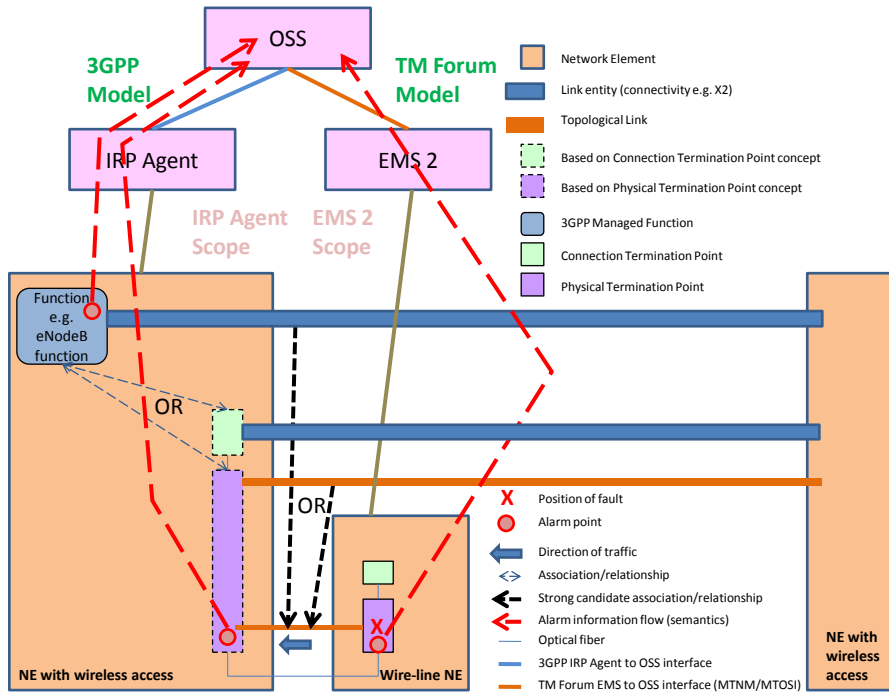 OSS
3GPP
Model
TM Forum
Model
IRP Agent
EMS 2
IRP Agent
Scope
EMS 2
Scope
Network Element
Link entity (connectivity e.g. X2)
Topological Link
Based on Connection Termination Point concept
Based on Physical Termination Point concept
3GPP Managed Function
Connection Termination Point
Physical Termination Point
Function
e.g.
eNodeB
function
OR
OR
X
Position of fault
Alarm point
Direction of traffic
Association/relationship
Strong candidate association/relationship
Alarm information flow (semantics)
Optical fiber
3GPP IRP Agent to OSS interface
TM Forum EMS to OSS interface (MTNM/MTOSI)
X
NE with wireless access
Wire-line NE
NE with
wireless
access